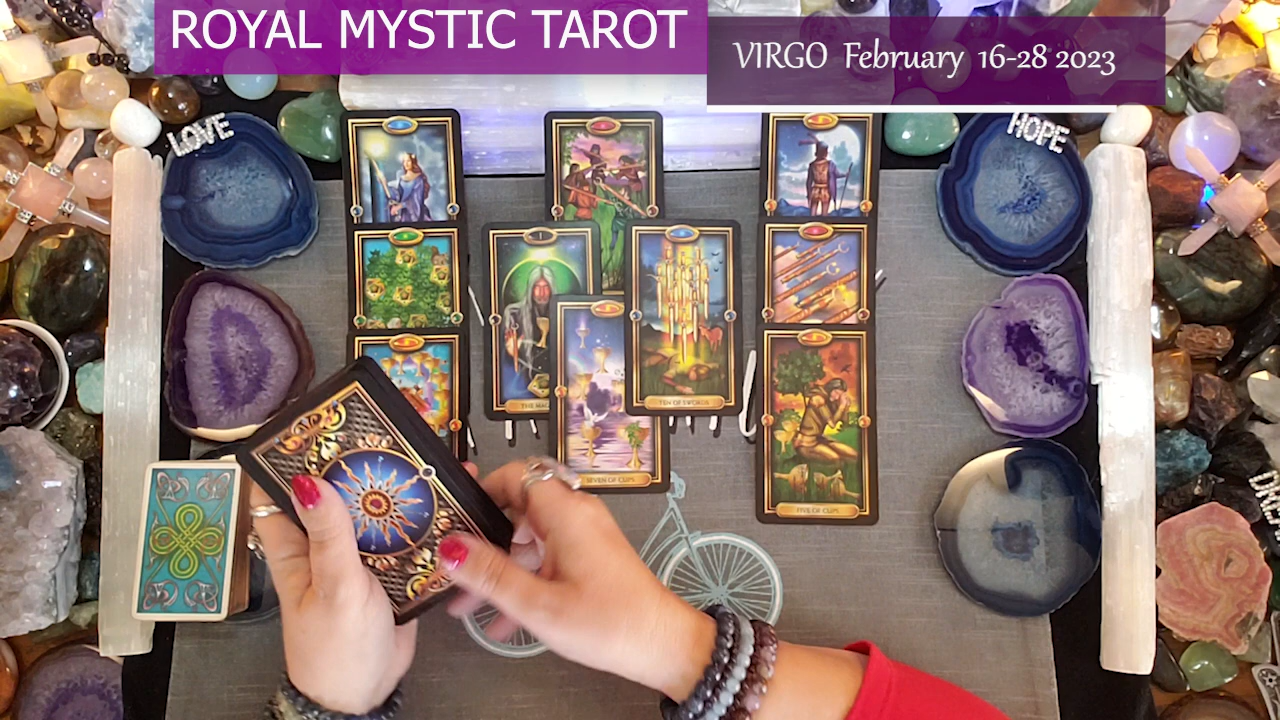 ROYAL MYSTIC TAROT
VIRGO February 16-28 2023
LOVE
HOPE
THE
TEN OF SWORDS
SEVEN OF CUPS
FIVE OF CUPS